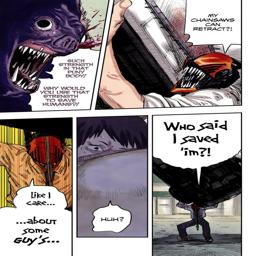 SUCH
STRENGTH
IN THAT
PUNY
BODY!
WHY WOULD
YOU USE THAT
STRENGTH
TO SAVE
HUMANS?!
MY
CHAINSAWS
CAN
RETRACT?!
Like I
care...
...about
some
guy's...
HUH?
Who said
I saved
'im?!